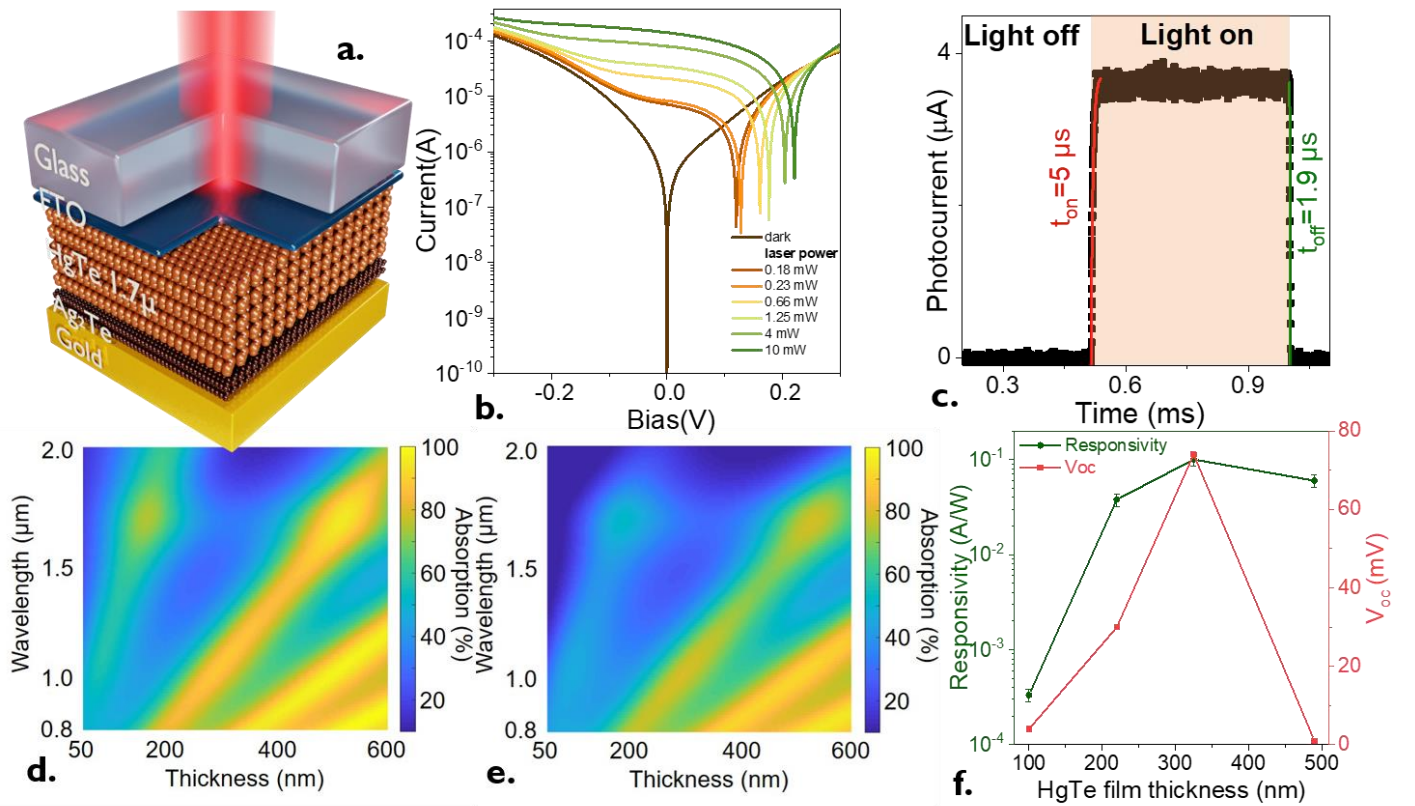 a.
Glass
FTO
HgTe 1.7µ
Ag₂Te
Gold
Current(A)
10⁻⁴
10⁻⁵
10⁻⁶
10⁻⁷
10⁻⁸
10⁻⁹
10⁻¹⁰
dark
laser power
0.18 mW
0.23 mW
0.66 mW
1.25 mW
4 mW
10 mW
-0.2 0.0 0.2
Bias(V)
b.
Light off Light on
Photocurrent (µA)
4
0
t_on=5 µs
t_off=1.9 µs
0.3 0.6 0.9
Time (ms)
c.
Wavelength (µm)
2.0
1.5
1.0
0.8
50 200 400 600
Thickness (nm)
100
80
60
40
20
Absorption (%)
d.
Wavelength (µm)
2.0
1.5
1.0
0.8
50 200 400 600
Thickness (nm)
100
80
60
40
20
Absorption (%)
e.
Responsivity
Voc
Responsivity (A/W)
10⁻¹
10⁻²
10⁻³
10⁻⁴
80
60
40
20
0
V_oc (mV)
100 200 300 400 500
HgTe film thickness (nm)
f.